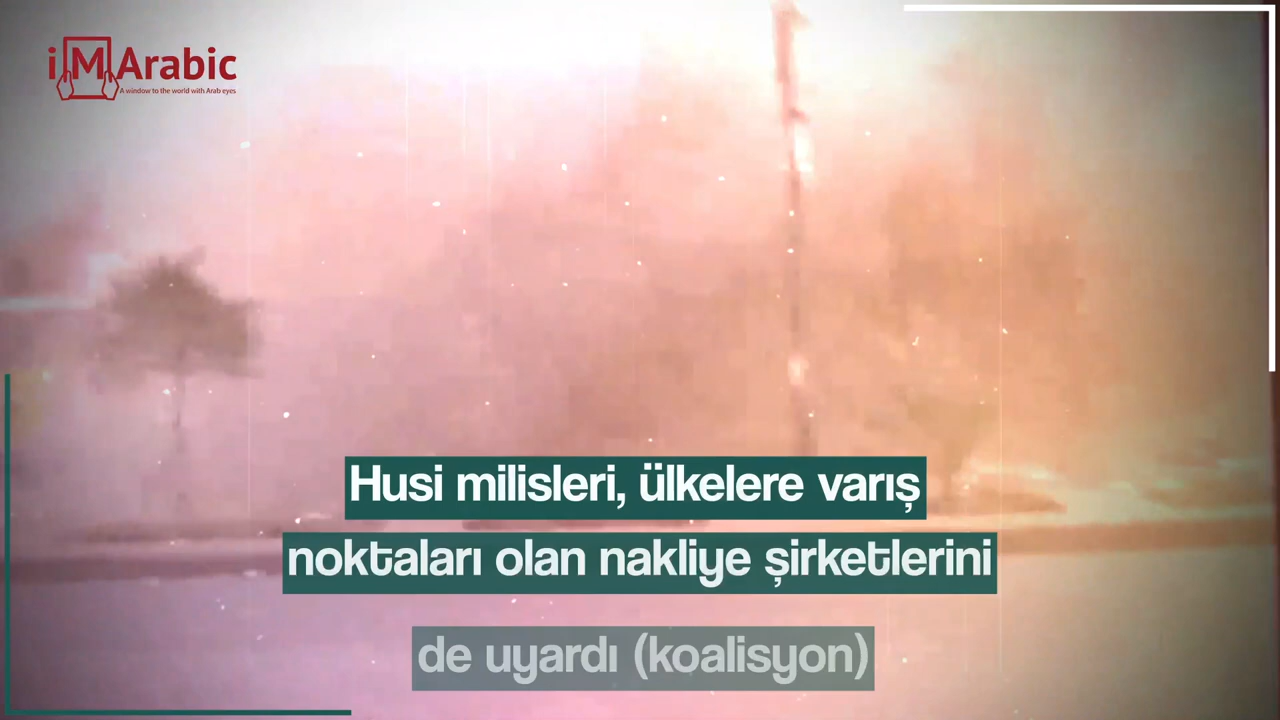 iMArabic
A window to the world with Arab eyes
Husi milisleri, ülkelere varış
noktaları olan nakliye şirketlerini
de uyardı (koalisyon)